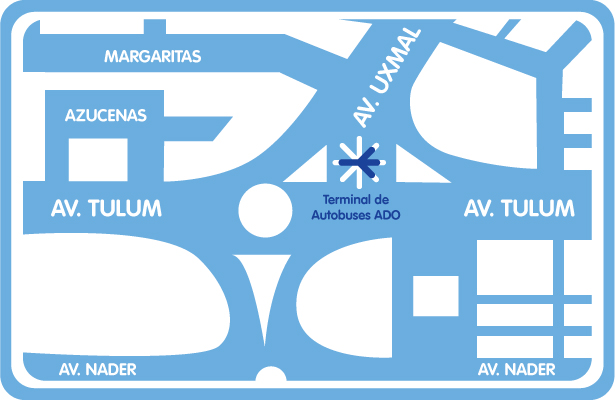 MARGARITAS
AV. UXMAL
AZUCENAS
Terminal de
Autobuses ADO
AV. TULUM
AV. TULUM
AV. NADER
AV. NADER